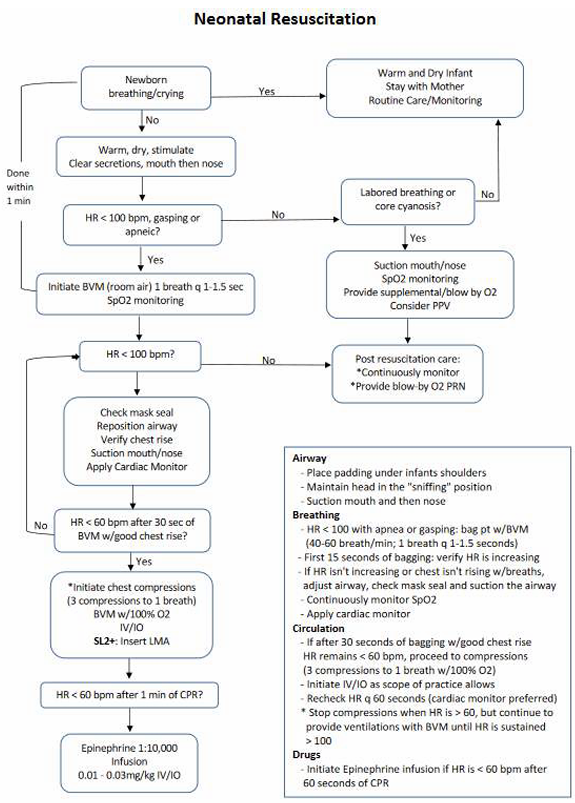 Neonatal Resuscitation
Newborn
breathing/crying
Yes
Warm and Dry Infant
Stay with Mother
Routine Care/Monitoring
No
Done
within
1 min
Warm, dry, stimulate
Clear secretions, mouth then nose
HR < 100 bpm, gasping or
apneic?
No
Labored breathing or
core cyanosis?
No
Yes
Yes
Initiate BVM (room air) 1 breath q 1-1.5 sec
SpO2 monitoring
Suction mouth/nose
SpO2 monitoring
Provide supplemental/blow by O2
Consider PPV
HR < 100 bpm?
No
Post resuscitation care:
*Continuously monitor
*Provide blow-by O2 PRN
Check mask seal
Reposition airway
Verify chest rise
Suction mouth/nose
Apply Cardiac Monitor
HR < 60 bpm after 30 sec of
BVM w/good chest rise?
No
Yes
*Initiate chest compressions
(3 compressions to 1 breath)
BVM w/100% O2
IV/IO
SL2+: Insert LMA
HR < 60 bpm after 1 min of CPR?
Epinephrine 1:10,000
Infusion
0.01 - 0.03mg/kg IV/IO
Airway
- Place padding under infants shoulders
- Maintain head in the "sniffing" position
- Suction mouth and then nose
Breathing
- HR < 100 with apnea or gasping: bag pt w/BVM
(40-60 breath/min; 1 breath q 1-1.5 seconds)
- First 15 seconds of bagging: verify HR is increasing
- If HR isn't increasing or chest isn't rising w/breaths,
adjust airway, check mask seal and suction the airway
- Continuously monitor SpO2
- Apply cardiac monitor
Circulation
- If after 30 seconds of bagging w/good chest rise
HR remains < 60 bpm, proceed to compressions
(3 compressions to 1 breath w/100% O2)
- Initiate IV/IO as scope of practice allows
- Recheck HR q 60 seconds (cardiac monitor preferred)
* Stop compressions when HR is > 60, but continue to
provide ventilations with BVM until HR is sustained
> 100
Drugs
- Initiate Epinephrine infusion if HR is < 60 bpm after
60 seconds of CPR